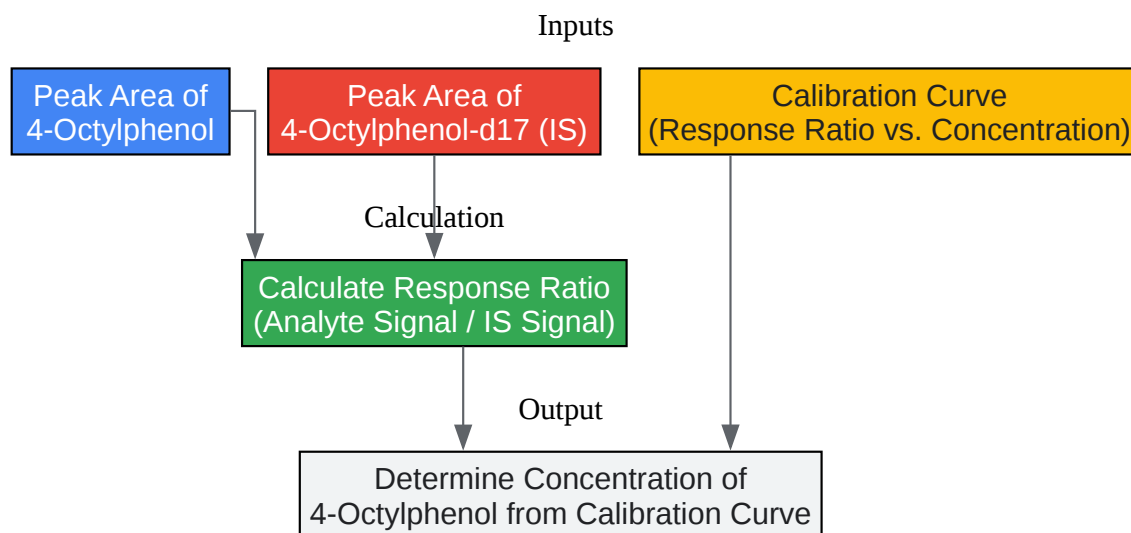 Inputs
Peak Area of
4-Octylphenol
Peak Area of
4-Octylphenol-d17 (IS)
Calibration Curve
(Response Ratio vs. Concentration)
Calculation
Calculate Response Ratio
(Analyte Signal / IS Signal)
Output
Determine Concentration of
4-Octylphenol from Calibration Curve